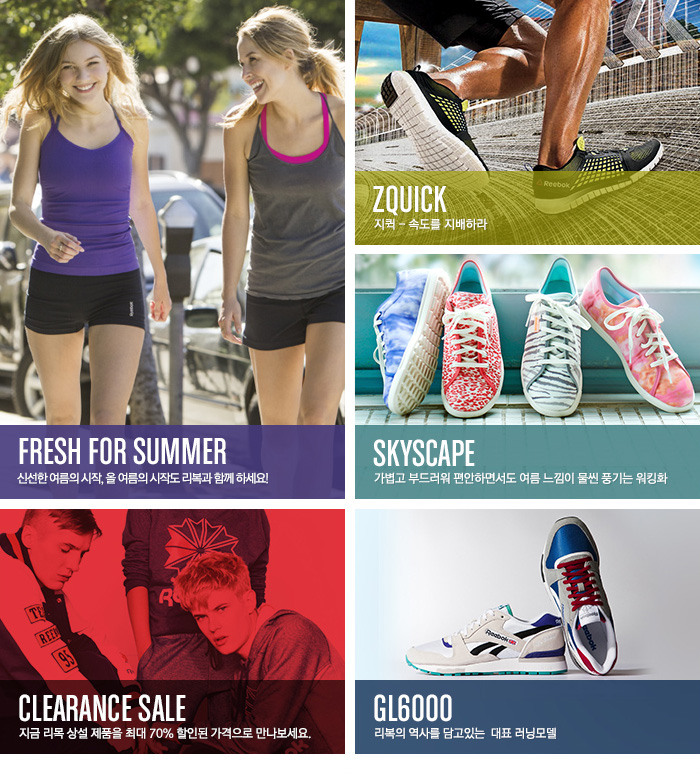 FRESH FOR SUMMER
신선한 여름의 시작, 올 여름의 시작도 리복과 함께 하세요!
Reebok
ZQUICK
지퀵 - 속도를 지배하라
SKYSCAPE
가볍고 부드러워 편안하면서도 여름 느낌이 물씬 풍기는 워킹화
CLEARANCE SALE
지금 리복 상설 제품을 최대 70% 할인된 가격으로 만나보세요.
Reebok
GL6000
리복의 역사를 담고있는 대표 러닝모델